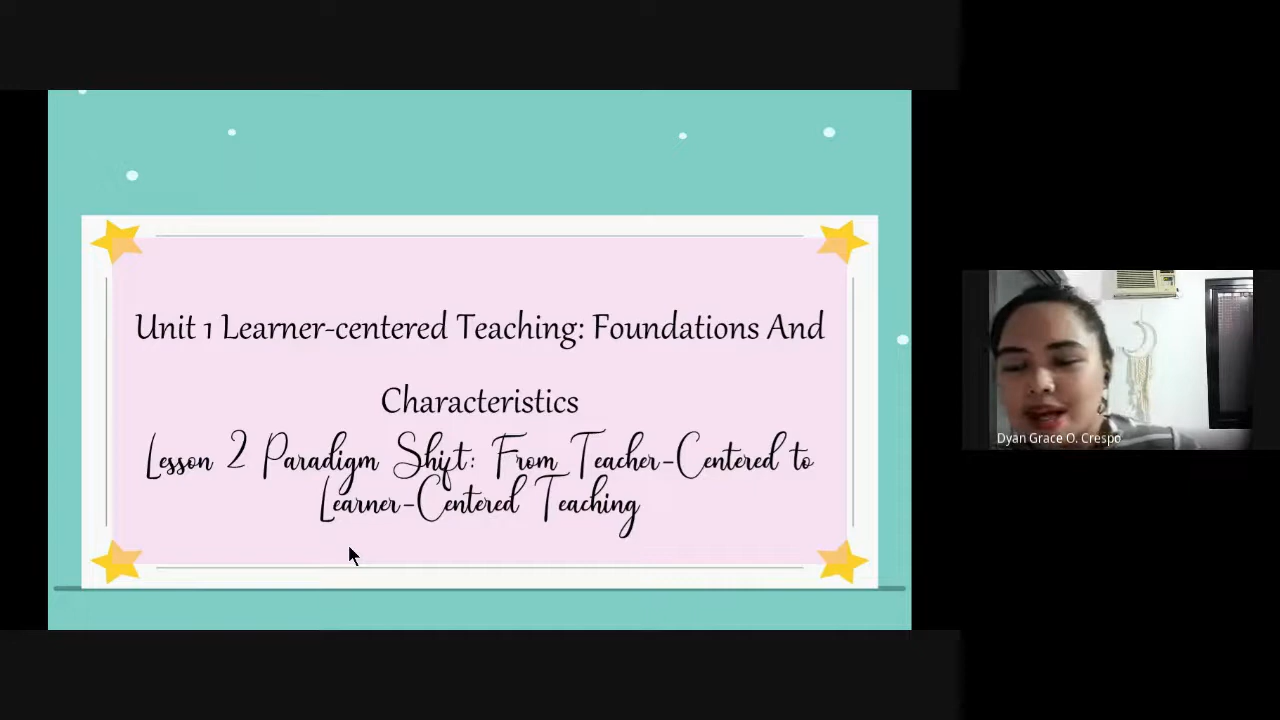 Unit 1 Learner-centered Teaching: Foundations And
Characteristics
Lesson 2 Paradigm Shift: From Teacher-Centered to
Learner-Centered Teaching
Dyan Grace O. Crespo